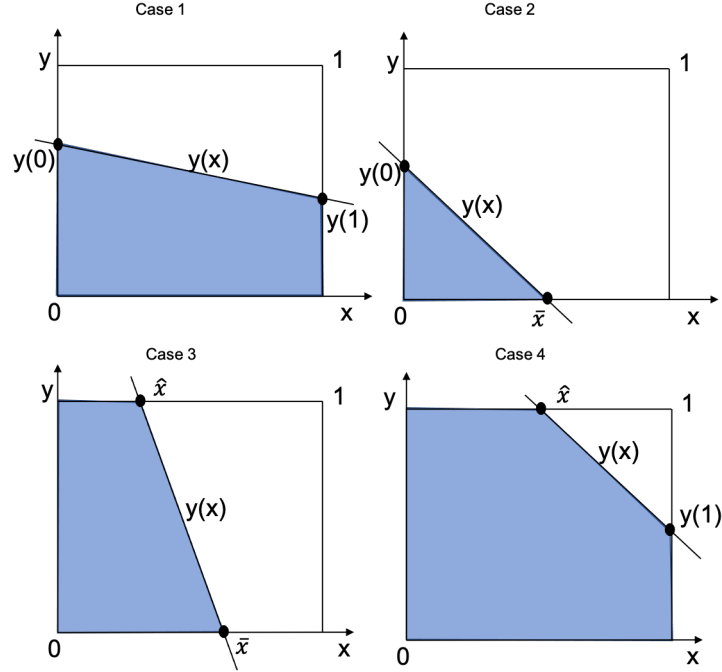 Case 1
y
1
y(0)
y(x)
y(1)
0
x
Case 2
y
1
y(0)
y(x)
0
x̄
x
Case 3
y
x̂
1
y(x)
0
x̄
x
Case 4
y
x̂
1
y(x)
y(1)
0
x